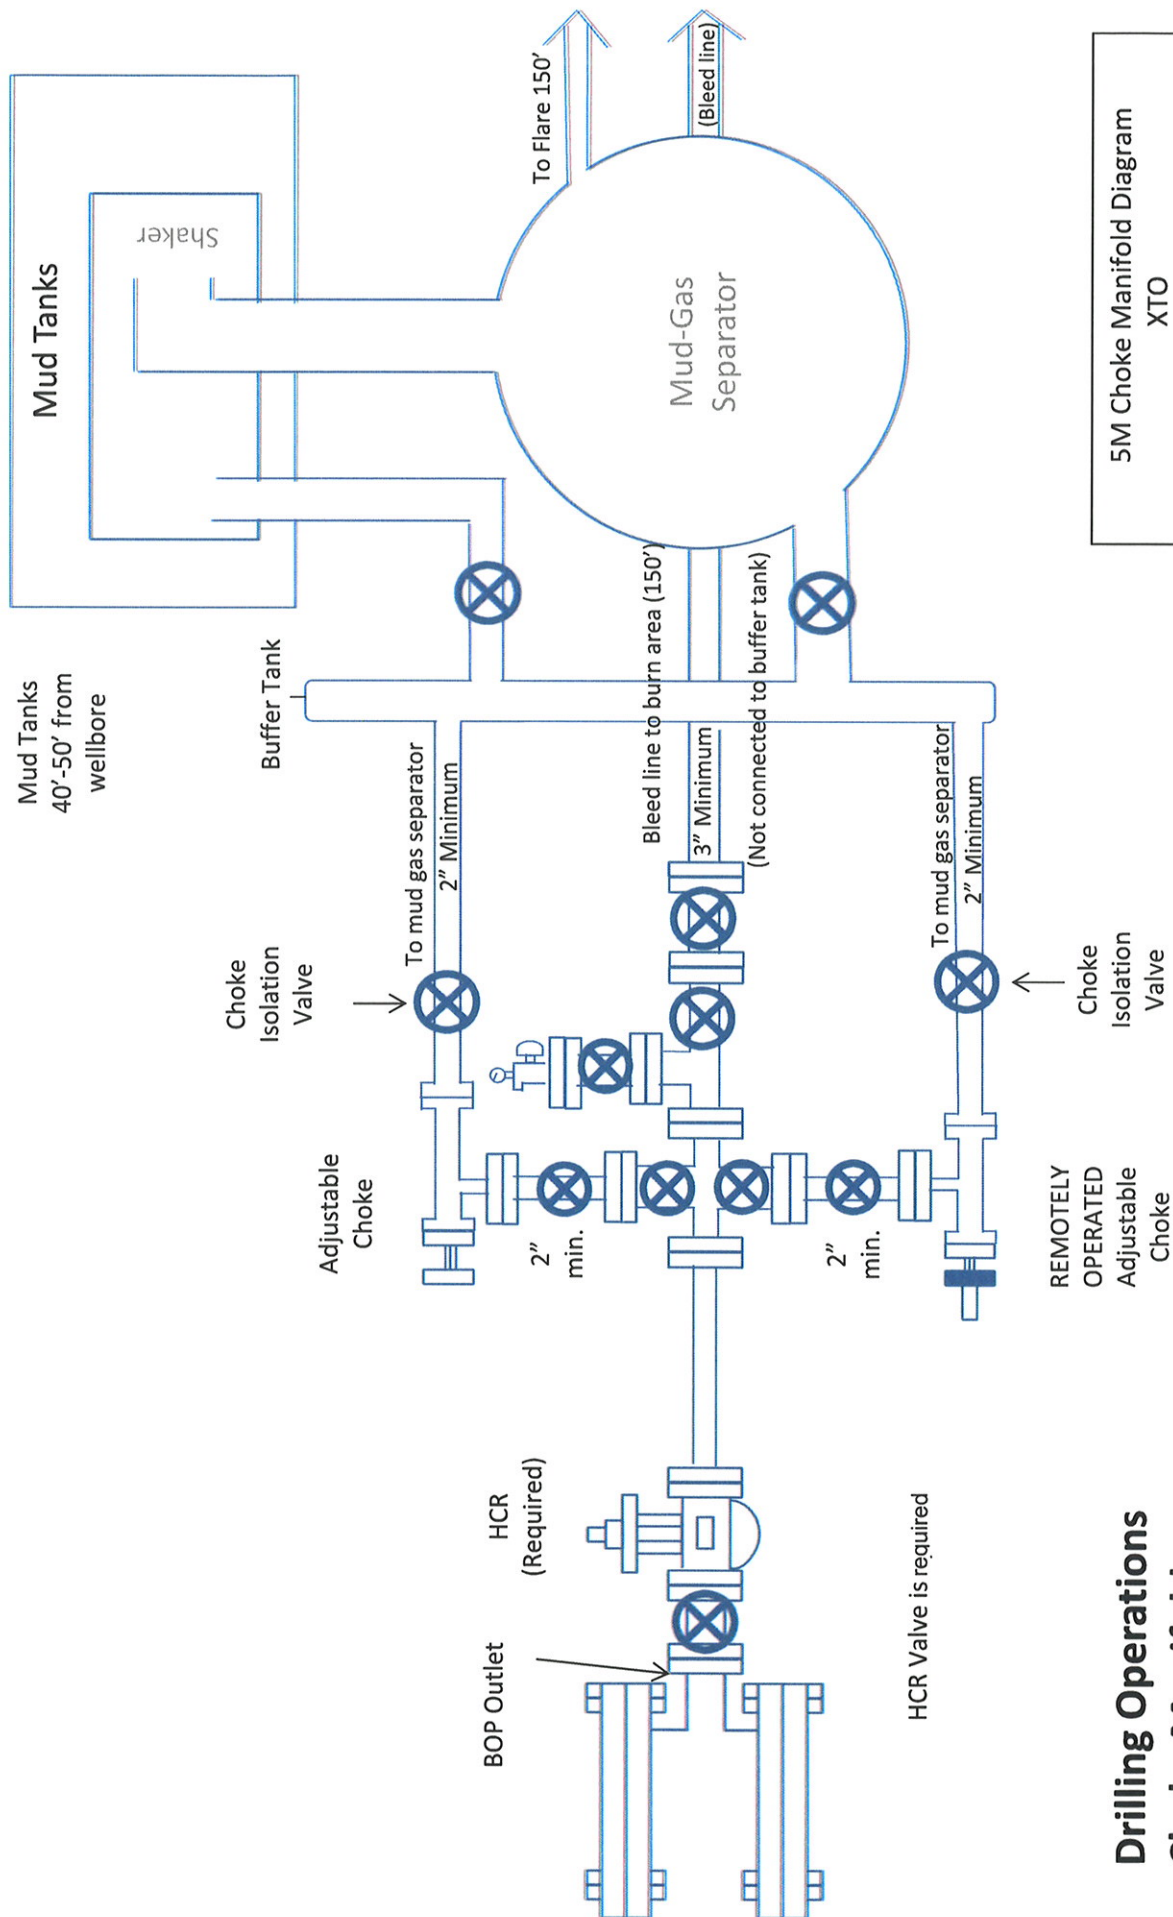 Mud Tanks
40'-50' from
wellbore
Mud Tanks
Shaker
Buffer Tank
To Flare 150'
(Bleed line)
Mud-Gas
Separator
Choke
Isolation
Valve
To mud gas separator
2" Minimum
Bleed line to burn area (150')
3" Minimum
(Not connected to buffer tank)
To mud gas separator
2" Minimum
Choke
Isolation
Valve
Adjustable
Choke
2"
min.
2"
min.
REMOTELY
OPERATED
Adjustable
Choke
HCR
(Required)
BOP Outlet
HCR Valve is required
5M Choke Manifold Diagram
XTO
Drilling Operations